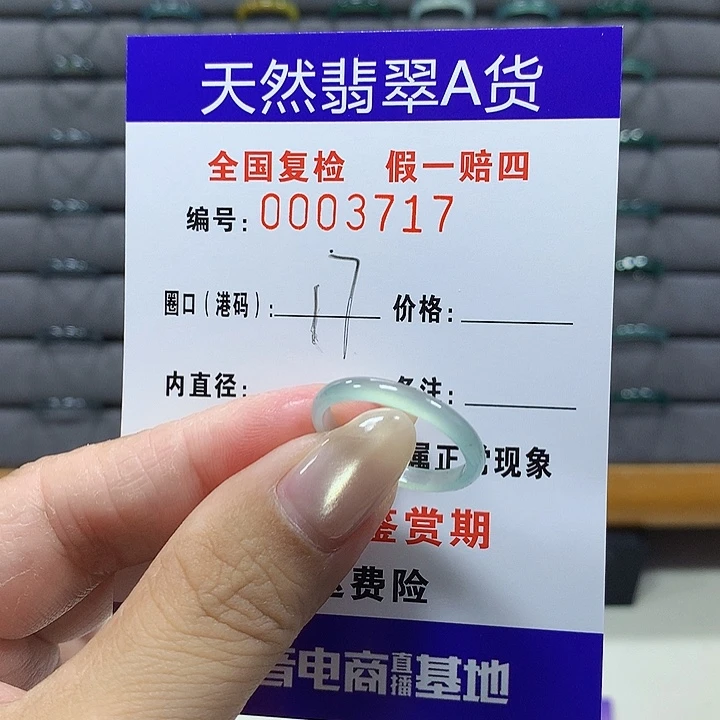 天然翡翠A货
全国复检 假一赔四
编号: 0003717
圈口（港码）: 17 价格:
内直径: 备注:
属正常现象
鉴赏期
费险
电商直播基地